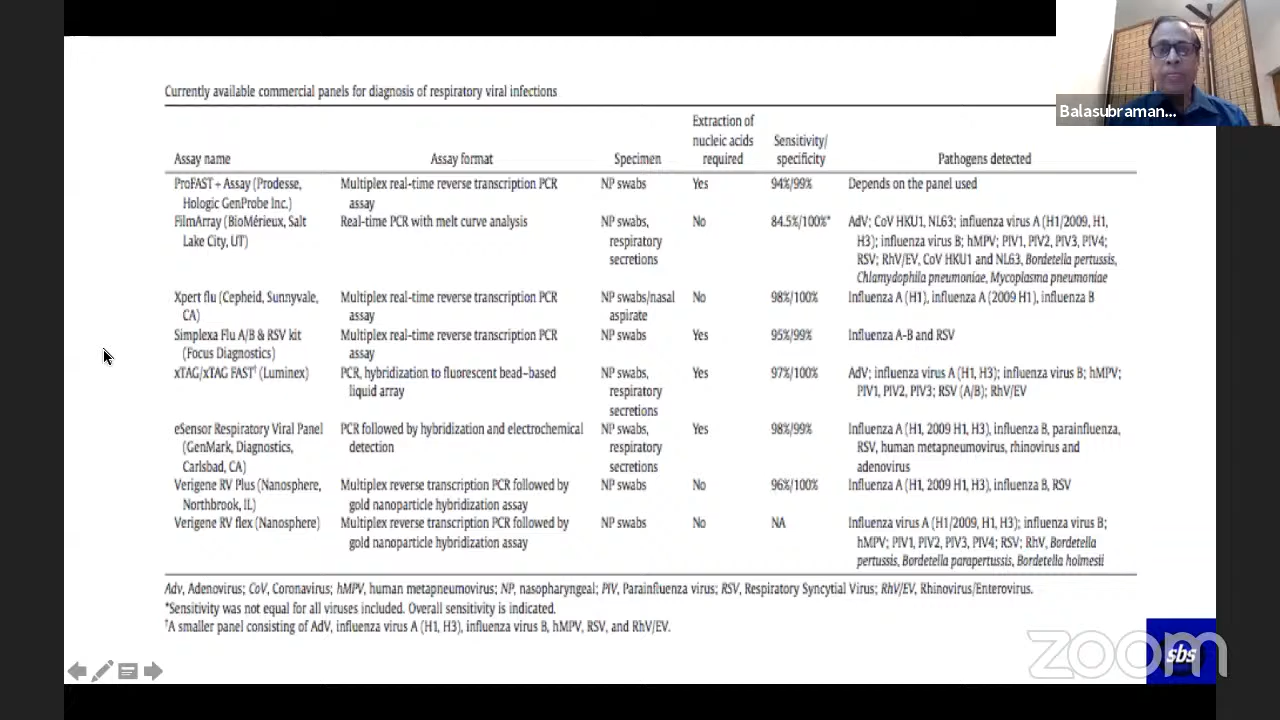 Balasubraman...
Currently available commercial panels for diagnosis of respiratory viral infections
Assay name Assay format Specimen Extraction of nucleic acids required Sensitivity/ specificity Pathogens detected
ProFAST + Assay (Prodesse, Multiplex real-time reverse transcription PCR NP swabs Yes 94%/99% Depends on the panel used
Hologic GenProbe Inc.) assay
FilmArray (BioMérieux, Salt Real-time PCR with melt curve analysis NP swabs, No 84.5%/100%* AdV; CoV HKU1, NL63; influenza virus A (H1/2009, H1,
Lake City, UT) respiratory H3); influenza virus B; hMPV; PIV1, PIV2, PIV3, PIV4;
secretions RSV; RhV/EV, CoV HKU1 and NL63, Bordetella pertussis,
Chlamydophila pneumoniae, Mycoplasma pneumoniae
Xpert flu (Cepheid, Sunnyvale, Multiplex real-time reverse transcription PCR NP swabs/nasal No 98%/100% Influenza A (H1), influenza A (2009 H1), influenza B
CA) assay aspirate
Simplexa Flu A/B & RSV kit Multiplex real-time reverse transcription PCR NP swabs Yes 95%/99% Influenza A-B and RSV
(Focus Diagnostics) assay
xTAG/xTAG FAST† (Luminex) PCR, hybridization to fluorescent bead-based NP swabs, Yes 97%/100% AdV; influenza virus A (H1, H3); influenza virus B; hMPV;
liquid array respiratory PIV1, PIV2, PIV3; RSV (A/B); RhV/EV
secretions
eSensor Respiratory Viral Panel PCR followed by hybridization and electrochemical NP swabs, Yes 98%/99% Influenza A (H1, 2009 H1, H3), influenza B, parainfluenza,
(GenMark, Diagnostics, detection respiratory RSV, human metapneumovirus, rhinovirus and
Carlsbad, CA) secretions adenovirus
Verigene RV Plus (Nanosphere, Multiplex reverse transcription PCR followed by NP swabs No 96%/100% Influenza A (H1, 2009 H1, H3), influenza B, RSV
Northbrook, IL) gold nanoparticle hybridization assay
Verigene RV flex (Nanosphere) Multiplex reverse transcription PCR followed by NP swabs No NA Influenza virus A (H1/2009, H1, H3); influenza virus B;
gold nanoparticle hybridization assay hMPV; PIV1, PIV2, PIV3, PIV4; RSV; RhV, Bordetella
pertussis, Bordetella parapertussis, Bordetella holmesii
Adv, Adenovirus; CoV, Coronavirus; hMPV, human metapneumovirus; NP, nasopharyngeal; PIV, Parainfluenza virus; RSV, Respiratory Syncytial Virus; RhV/EV, Rhinovirus/Enterovirus.
*Sensitivity was not equal for all viruses included. Overall sensitivity is indicated.
†A smaller panel consisting of AdV, influenza virus A (H1, H3), influenza virus B, hMPV, RSV, and RhV/EV.
zoom
sbs